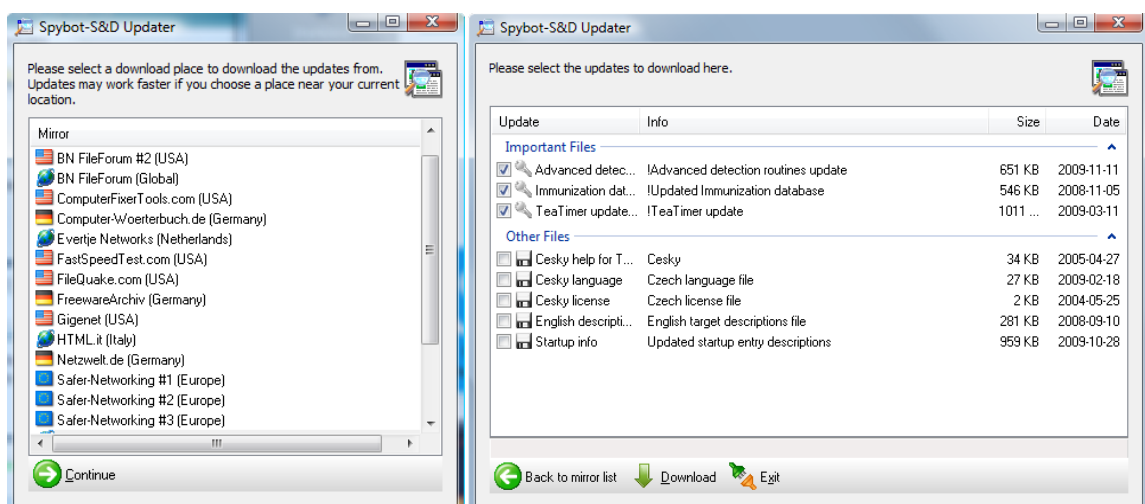 Spybot-S&D Updater
Please select a download place to download the updates from.
Updates may work faster if you choose a place near your current
location.
Mirror
BN FileForum #2 (USA)
BN FileForum (Global)
ComputerFixerTools.com (USA)
Computer-Woerterbuch.de (Germany)
Evertje Networks (Netherlands)
FastSpeedTest.com (USA)
FileQuake.com (USA)
FreewareArchiv (Germany)
Gigenet (USA)
HTML.it (Italy)
Netzwelt.de (Germany)
Safer-Networking #1 (Europe)
Safer-Networking #2 (Europe)
Safer-Networking #3 (Europe)
Continue
Spybot-S&D Updater
Please select the updates to download here.
Update Info Size Date
Important Files
Advanced detec... !Advanced detection routines update 651 KB 2009-11-11
Immunization dat... !Updated Immunization database 546 KB 2008-11-05
TeaTimer update... !TeaTimer update 1011 ... 2009-03-11
Other Files
Cesky help for T... Cesky 34 KB 2005-04-27
Cesky language Czech language file 27 KB 2009-02-18
Cesky license Czech license file 2 KB 2004-05-25
English descripti... English target descriptions file 281 KB 2008-09-10
Startup info Updated startup entry descriptions 959 KB 2009-10-28
Back to mirror list Download Exit